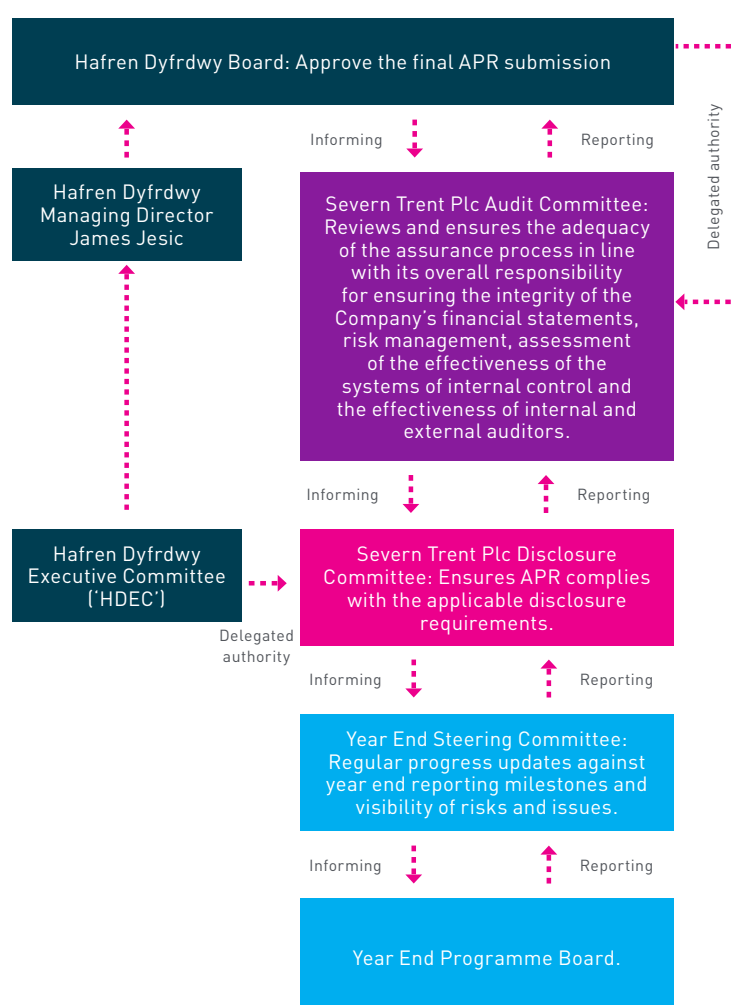 Hafren Dyfrdwy Board: Approve the final APR submission
Delegated authority
Informing
Reporting
Hafren Dyfrdwy
Managing Director
James Jesic
Severn Trent Plc Audit Committee:
Reviews and ensures the adequacy
of the assurance process in line
with its overall responsibility
for ensuring the integrity of the
Company’s financial statements,
risk management, assessment
of the effectiveness of the
systems of internal control and
the effectiveness of internal and
external auditors.
Informing
Reporting
Hafren Dyfrdwy
Executive Committee
(‘HDEC’)
Delegated
authority
Severn Trent Plc Disclosure
Committee: Ensures APR complies
with the applicable disclosure
requirements.
Informing
Reporting
Year End Steering Committee:
Regular progress updates against
year end reporting milestones and
visibility of risks and issues.
Informing
Reporting
Year End Programme Board.